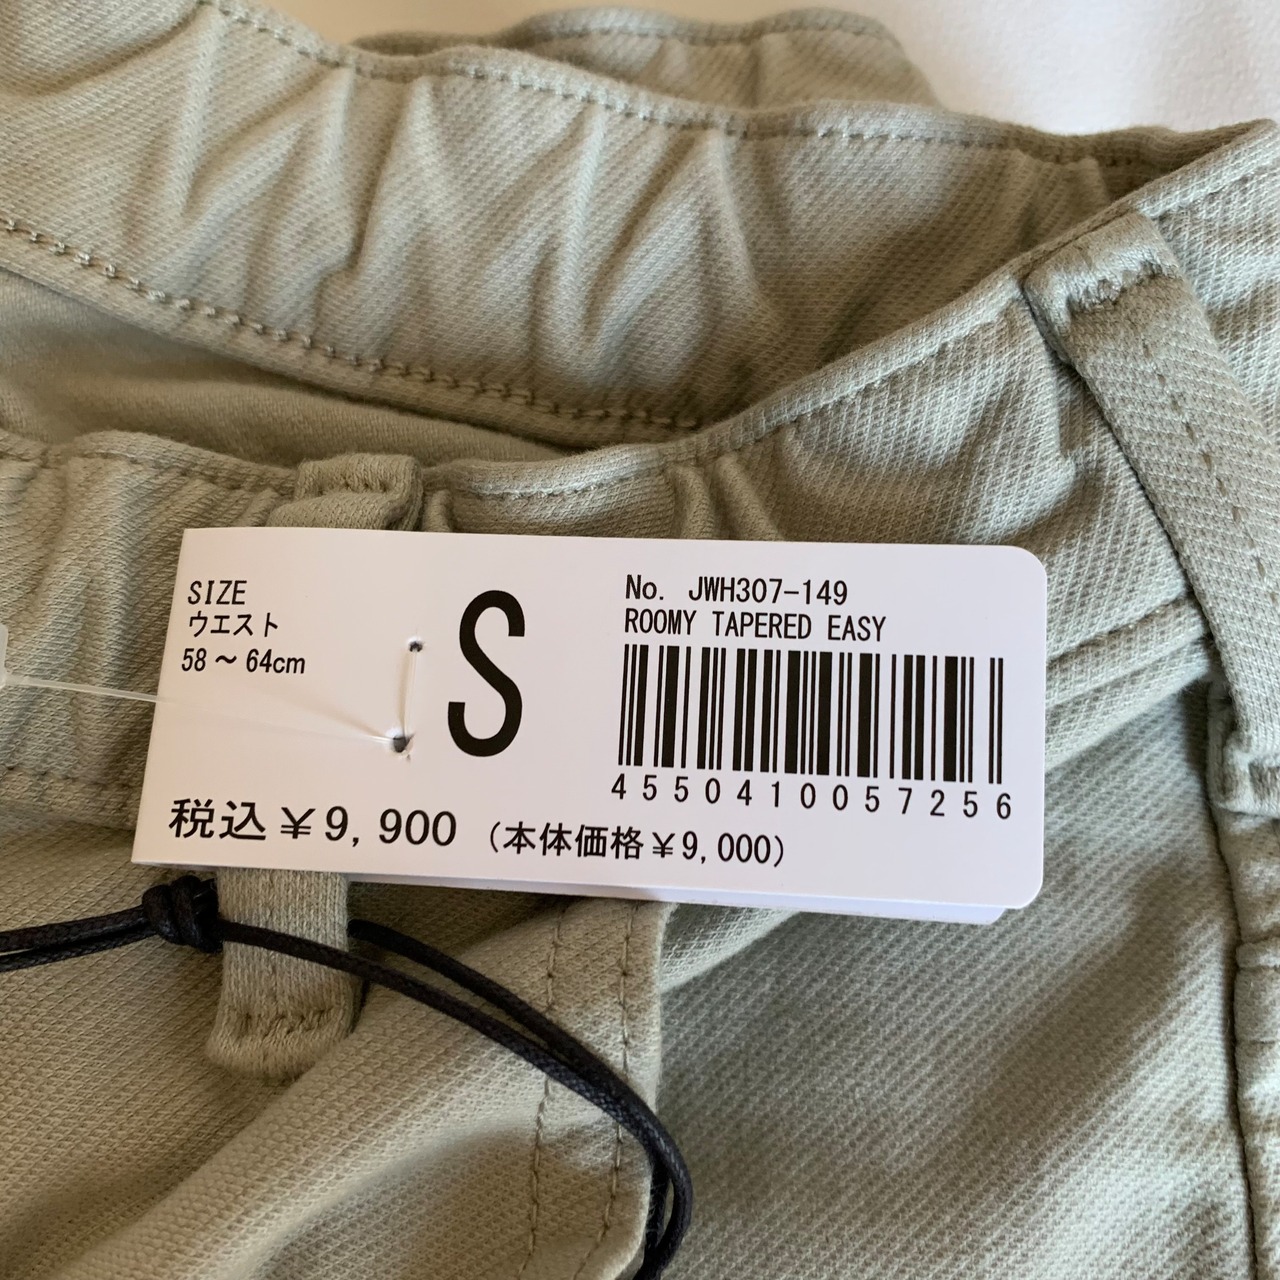 SIZE
ウエスト
58～64cm
S
No. JWH307-149
ROOMY TAPERED EASY
4550410057256
税込￥9,900 (本体価格￥9,000)